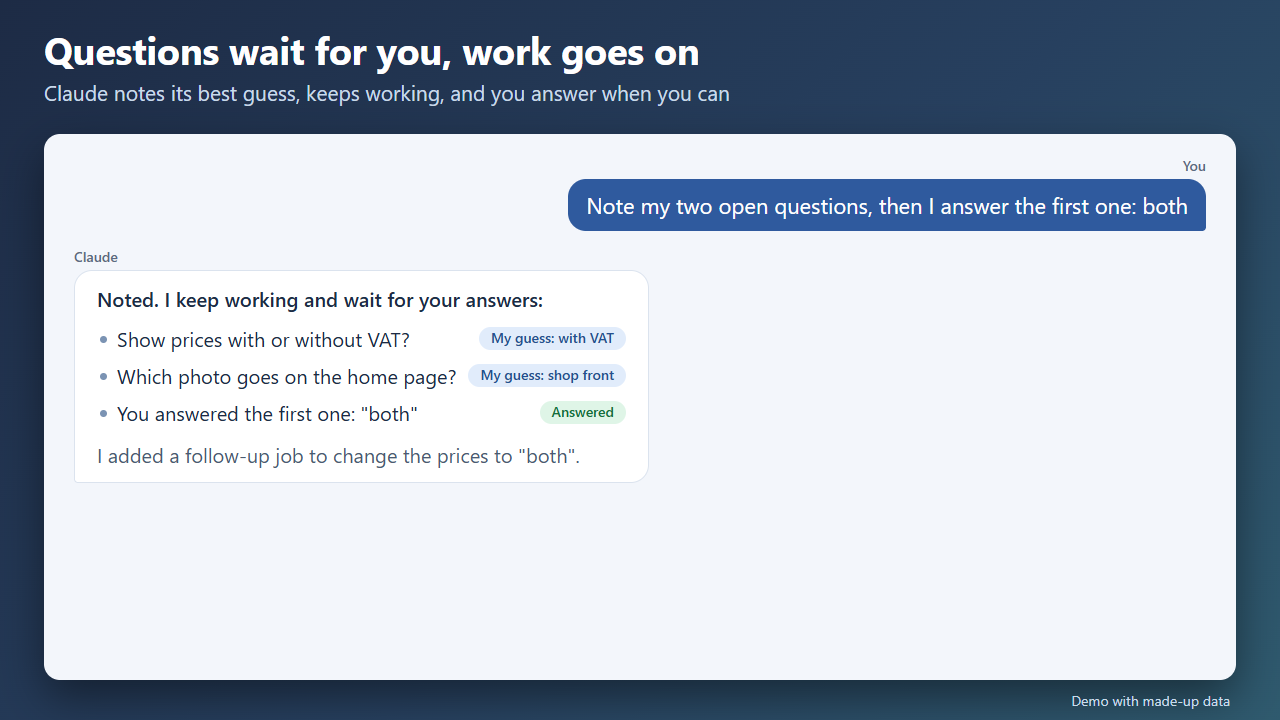 Questions wait for you, work goes on
Claude notes its best guess, keeps working, and you answer when you can
You
Note my two open questions, then I answer the first one: both
Claude
Noted. I keep working and wait for your answers:
Show prices with or without VAT? My guess: with VAT
Which photo goes on the home page? My guess: shop front
You answered the first one: "both" Answered
I added a follow-up job to change the prices to "both".
Demo with made-up data